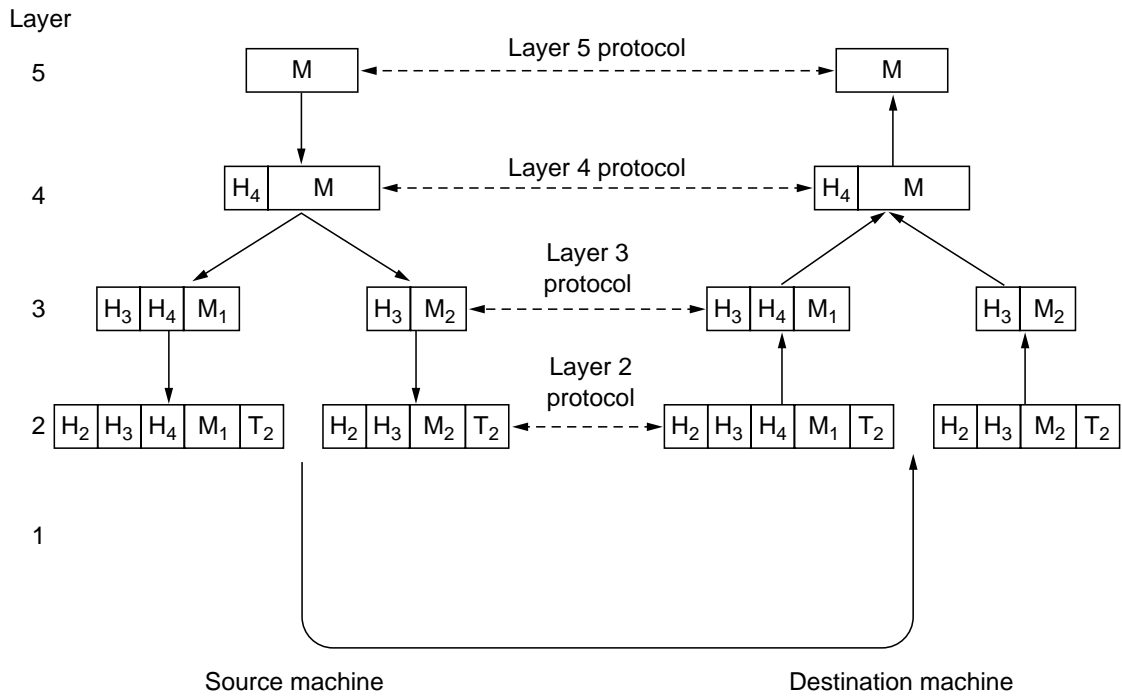 Layer
5 M Layer 5 protocol M
4 H₄ M Layer 4 protocol H₄ M
Layer 3
protocol
3 H₃ H₄ M₁ H₃ M₂ H₃ H₄ M₁ H₃ M₂
Layer 2
protocol
2 H₂ H₃ H₄ M₁ T₂ H₂ H₃ M₂ T₂ H₂ H₃ H₄ M₁ T₂ H₂ H₃ M₂ T₂
1
Source machine Destination machine